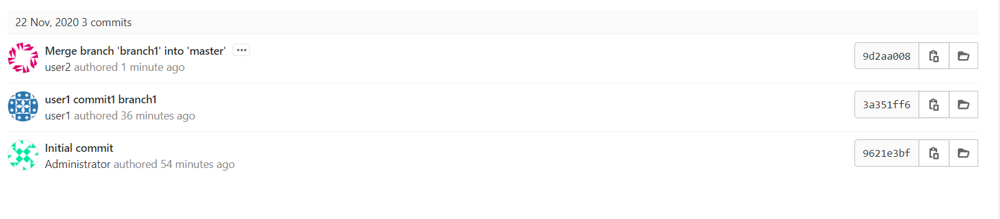 22 Nov, 2020 3 commits
Merge branch 'branch1' into 'master'
user2 authored 1 minute ago
9d2aa008
user1 commit1 branch1
user1 authored 36 minutes ago
3a351ff6
Initial commit
Administrator authored 54 minutes ago
9621e3bf